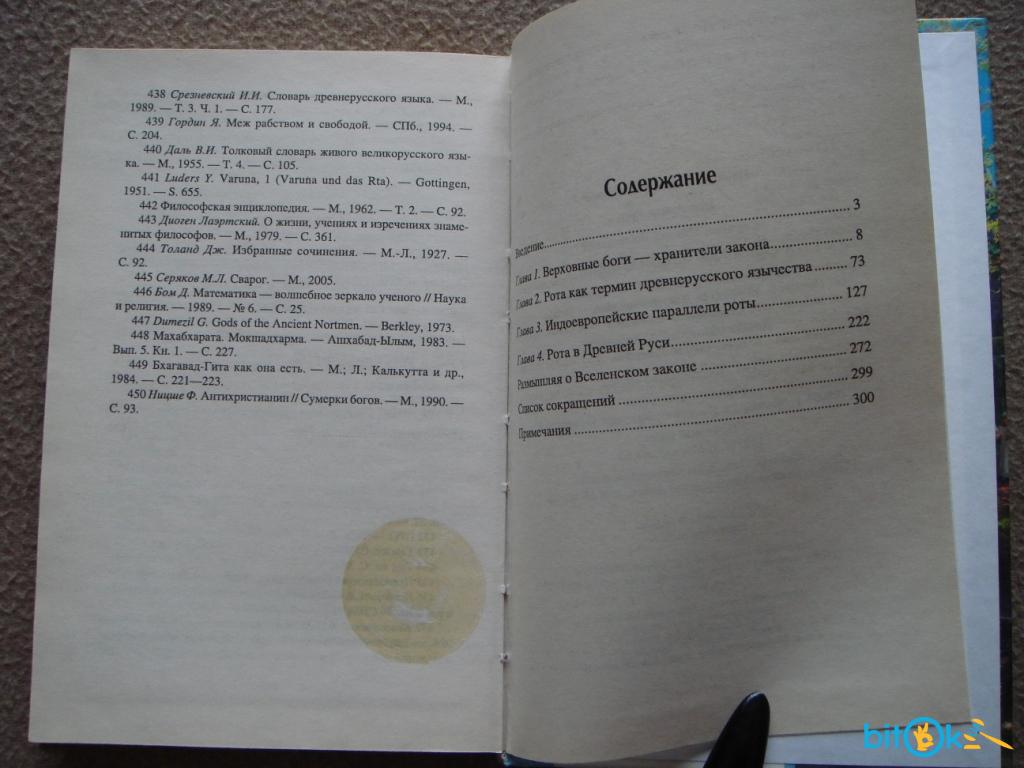 438 Срезневский И.И. Словарь древнерусского языка. — М.,
1989. — Т. 3. Ч. 1. — С. 177.
439 Гордин Я. Меж рабством и свободой. — СПб., 1994. —
С. 204.
440 Даль В.И. Толковый словарь живого великорусского язы-
ка. — М., 1955. — Т. 4. — С. 105.
441 Luders Y. Varuna, 1 (Varuna und das Rta). — Gottingen,
1951. — S. 655.
442 Философская энциклопедия. — М., 1962. — Т. 2. — С. 92.
443 Диоген Лаэртский. О жизни, учениях и изречениях знаме-
нитых философов. — М., 1979. — С. 361.
444 Толанд Дж. Избранные сочинения. — М.-Л., 1927. —
С. 92.
445 Серяков М.Л. Сварог. — М., 2005.
446 Бом Д. Математика — волшебное зеркало ученого // Наука
и религия. — 1989. — № 6. — С. 25.
447 Dumezil G. Gods of the Ancient Nortmen. — Berkley, 1973.
448 Махабхарата. Мокшадхарма. — Ашхабад-Ылым, 1983. —
Вып. 5. Кн. 1. — С. 227.
449 Бхагавад-Гита как она есть. — М.; Л.; Калькутта и др.,
1984. — С. 221—223.
450 Ницше Ф. Антихристианин // Сумерки богов. — М., 1990. —
С. 93.
Содержание
Введение 3
Глава 1. Верховные боги — хранители закона 8
Глава 2. Рота как термин древнерусского язычества 73
Глава 3. Индоевропейские параллели роты 127
Глава 4. Рота в Древней Руси 222
Размышляя о Вселенском законе 272
Список сокращений 299
Примечания 300
bitok